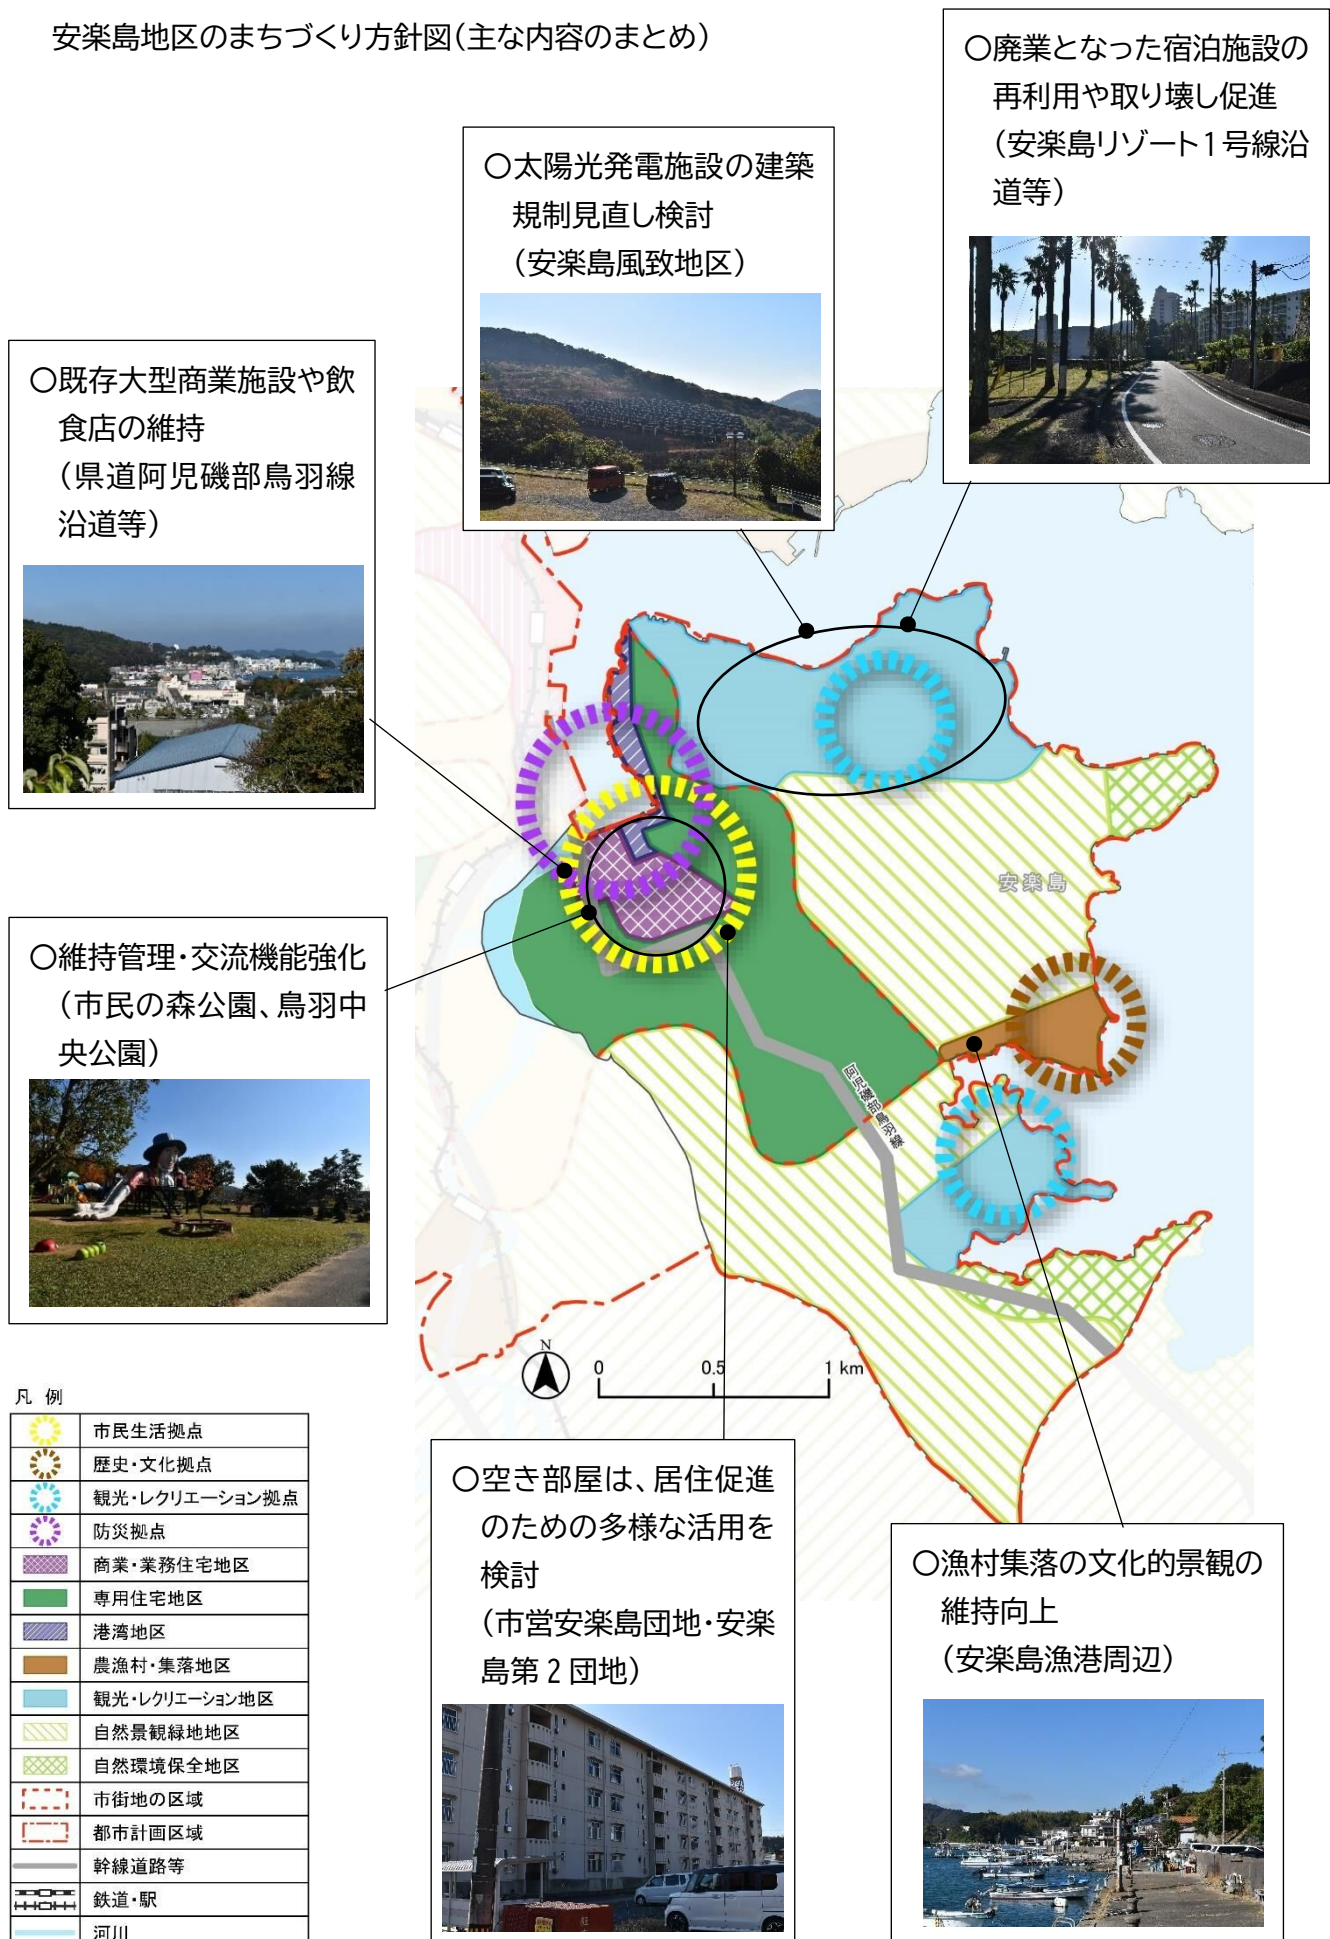 安楽島地区のまちづくり方針図(主な内容のまとめ)
〇廃業となった宿泊施設の
再利用や取り壊し促進
(安楽島リゾート1号線沿
道等)
〇太陽光発電施設の建築
規制見直し検討
(安楽島風致地区)
〇既存大型商業施設や飲
食店の維持
(県道阿児磯部鳥羽線
沿道等)
〇維持管理・交流機能強化
(市民の森公園、鳥羽中
央公園)
安楽島
阿児磯部鳥羽線
N
0 0.5 1 km
凡 例
市民生活拠点
歴史・文化拠点
観光・レクリエーション拠点
防災拠点
商業・業務住宅地区
専用住宅地区
港湾地区
農漁村・集落地区
観光・レクリエーション地区
自然景観緑地地区
自然環境保全地区
市街地の区域
都市計画区域
幹線道路等
鉄道・駅
河川
〇空き部屋は、居住促進
のための多様な活用を
検討
(市営安楽島団地・安楽
島第2団地)
〇漁村集落の文化的景観の
維持向上
(安楽島漁港周辺)